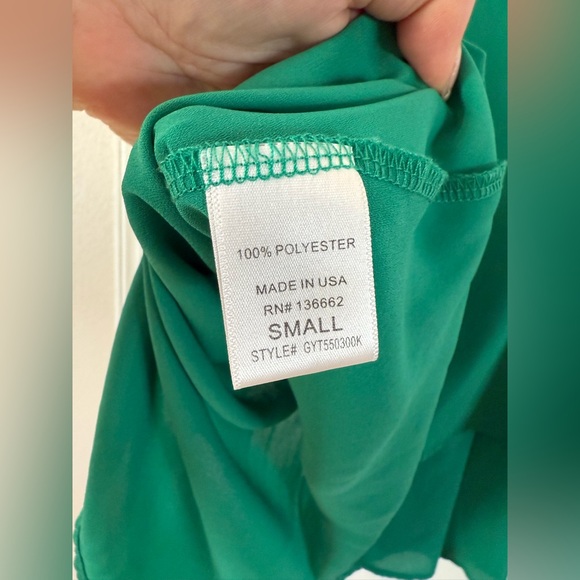 100% POLYESTER
MADE IN USA
RN# 136662
SMALL
STYLE# GYT550300K